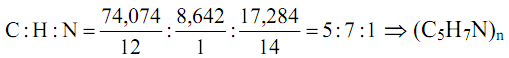 C : H : N = 74,074/12 : 8,642/1 : 17,284/14 = 5 : 7 : 1 ⇒ (C₅H₇N)ₙ